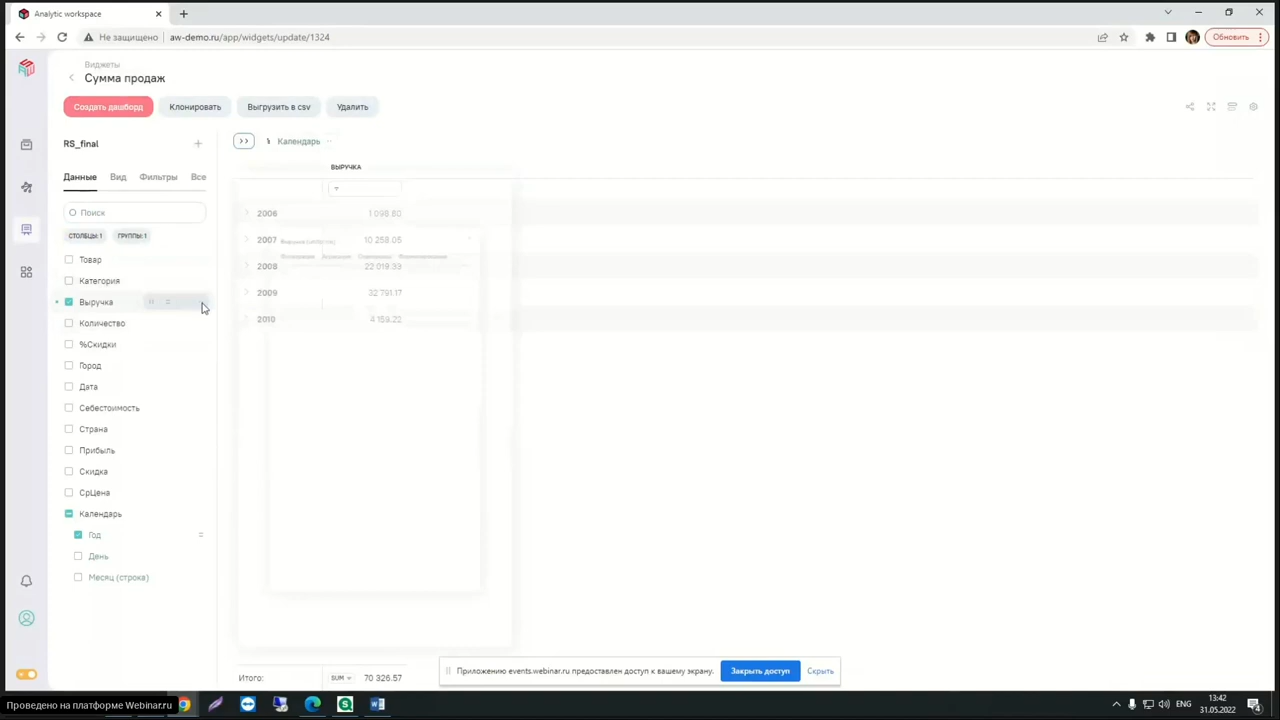 Analytic workspace
Не защищено aw-demo.ru/app/widgets/update/1324
Обновить
Виджеты
Сумма продаж
Создать дашборд Клонировать Выгрузить в csv Удалить
RS_final
Календарь
Данные Вид Фильтры Все
ВЫРУЧКА
Поиск
СТОЛБЦЫ:1 ГРУППЫ:1
2006 1 098.80
2007 10 258.05
2008 22 019.33
2009 32 791.17
2010 4 159.22
Товар
Категория
Выручка
Количество
%Скидки
Город
Дата
Себестоимость
Страна
Прибыль
Скидка
СрЦена
Календарь
Год
День
Месяц (строка)
Итого: SUM 70 326.57
Приложению events.webinar.ru предоставлен доступ к вашему экрану. Закрыть доступ Скрыть
Проведено на платформе Webinar.ru
ENG
13:42
31.05.2022
4